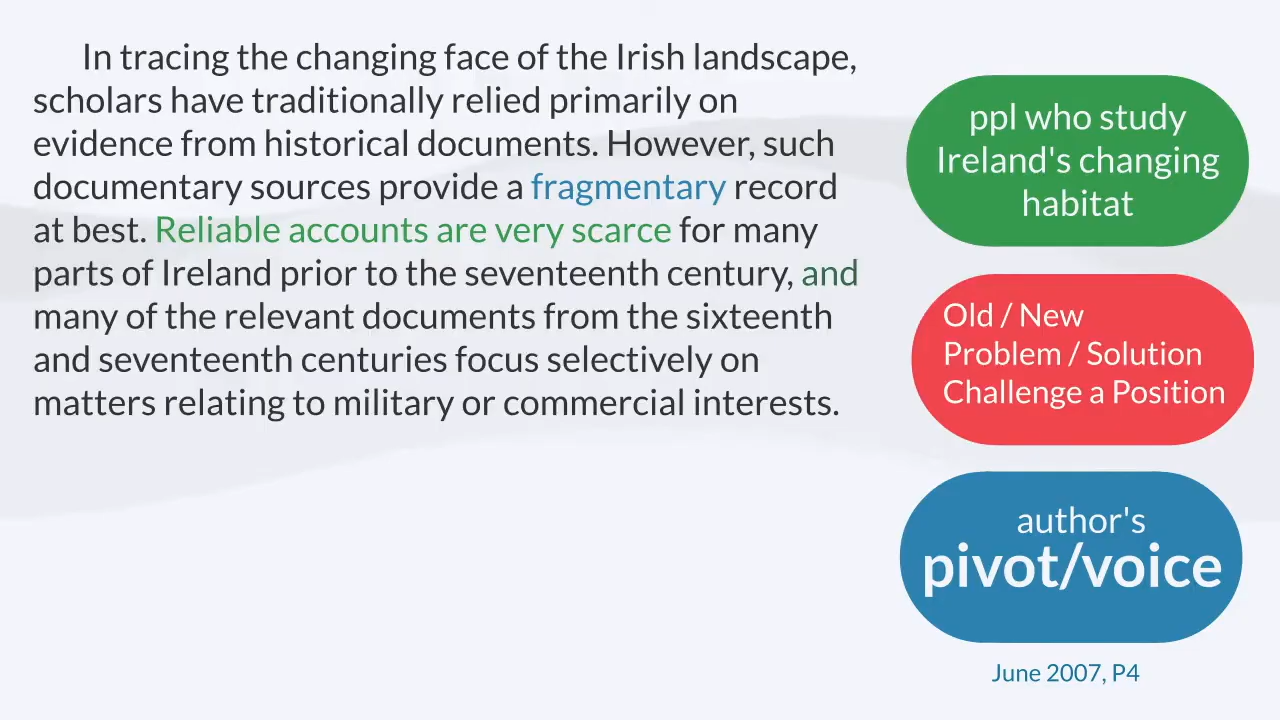 In tracing the changing face of the Irish landscape,
scholars have traditionally relied primarily on
evidence from historical documents. However, such
documentary sources provide a fragmentary record
at best. Reliable accounts are very scarce for many
parts of Ireland prior to the seventeenth century, and
many of the relevant documents from the sixteenth
and seventeenth centuries focus selectively on
matters relating to military or commercial interests.
ppl who study
Ireland's changing
habitat
Old / New
Problem / Solution
Challenge a Position
author's
pivot/voice
June 2007, P4